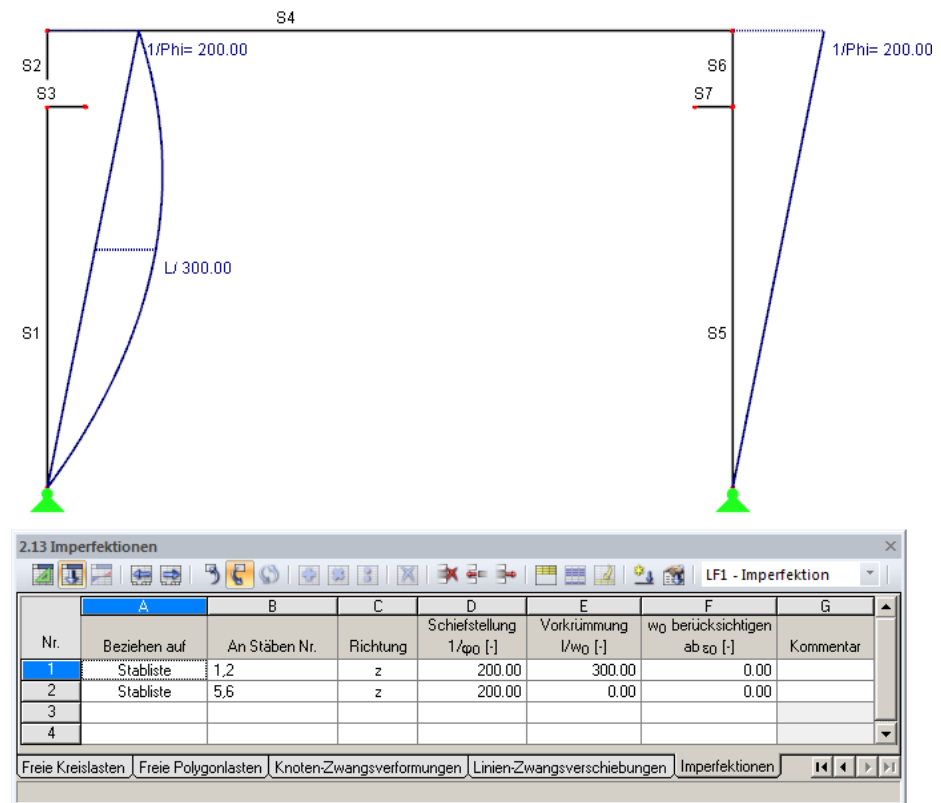 S4
1/Phi= 200.00
1/Phi= 200.00
S2
S6
S3
S7
L/ 300.00
S1
S5
2.13 Imperfektionen
LF1 - Imperfektion
A B C D E F G
Nr. Beziehen auf An Stäben Nr. Richtung Schiefstellung 1/φ0 [-] Vorkrümmung l/w0 [-] w0 berücksichtigen ab ε0 [-] Kommentar
1 Stabliste 1,2 z 200.00 300.00 0.00
2 Stabliste 5,6 z 200.00 0.00 0.00
3
4
Freie Kreislasten Freie Polygonlasten Knoten-Zwangsverformungen Linien-Zwangsverschiebungen Imperfektionen